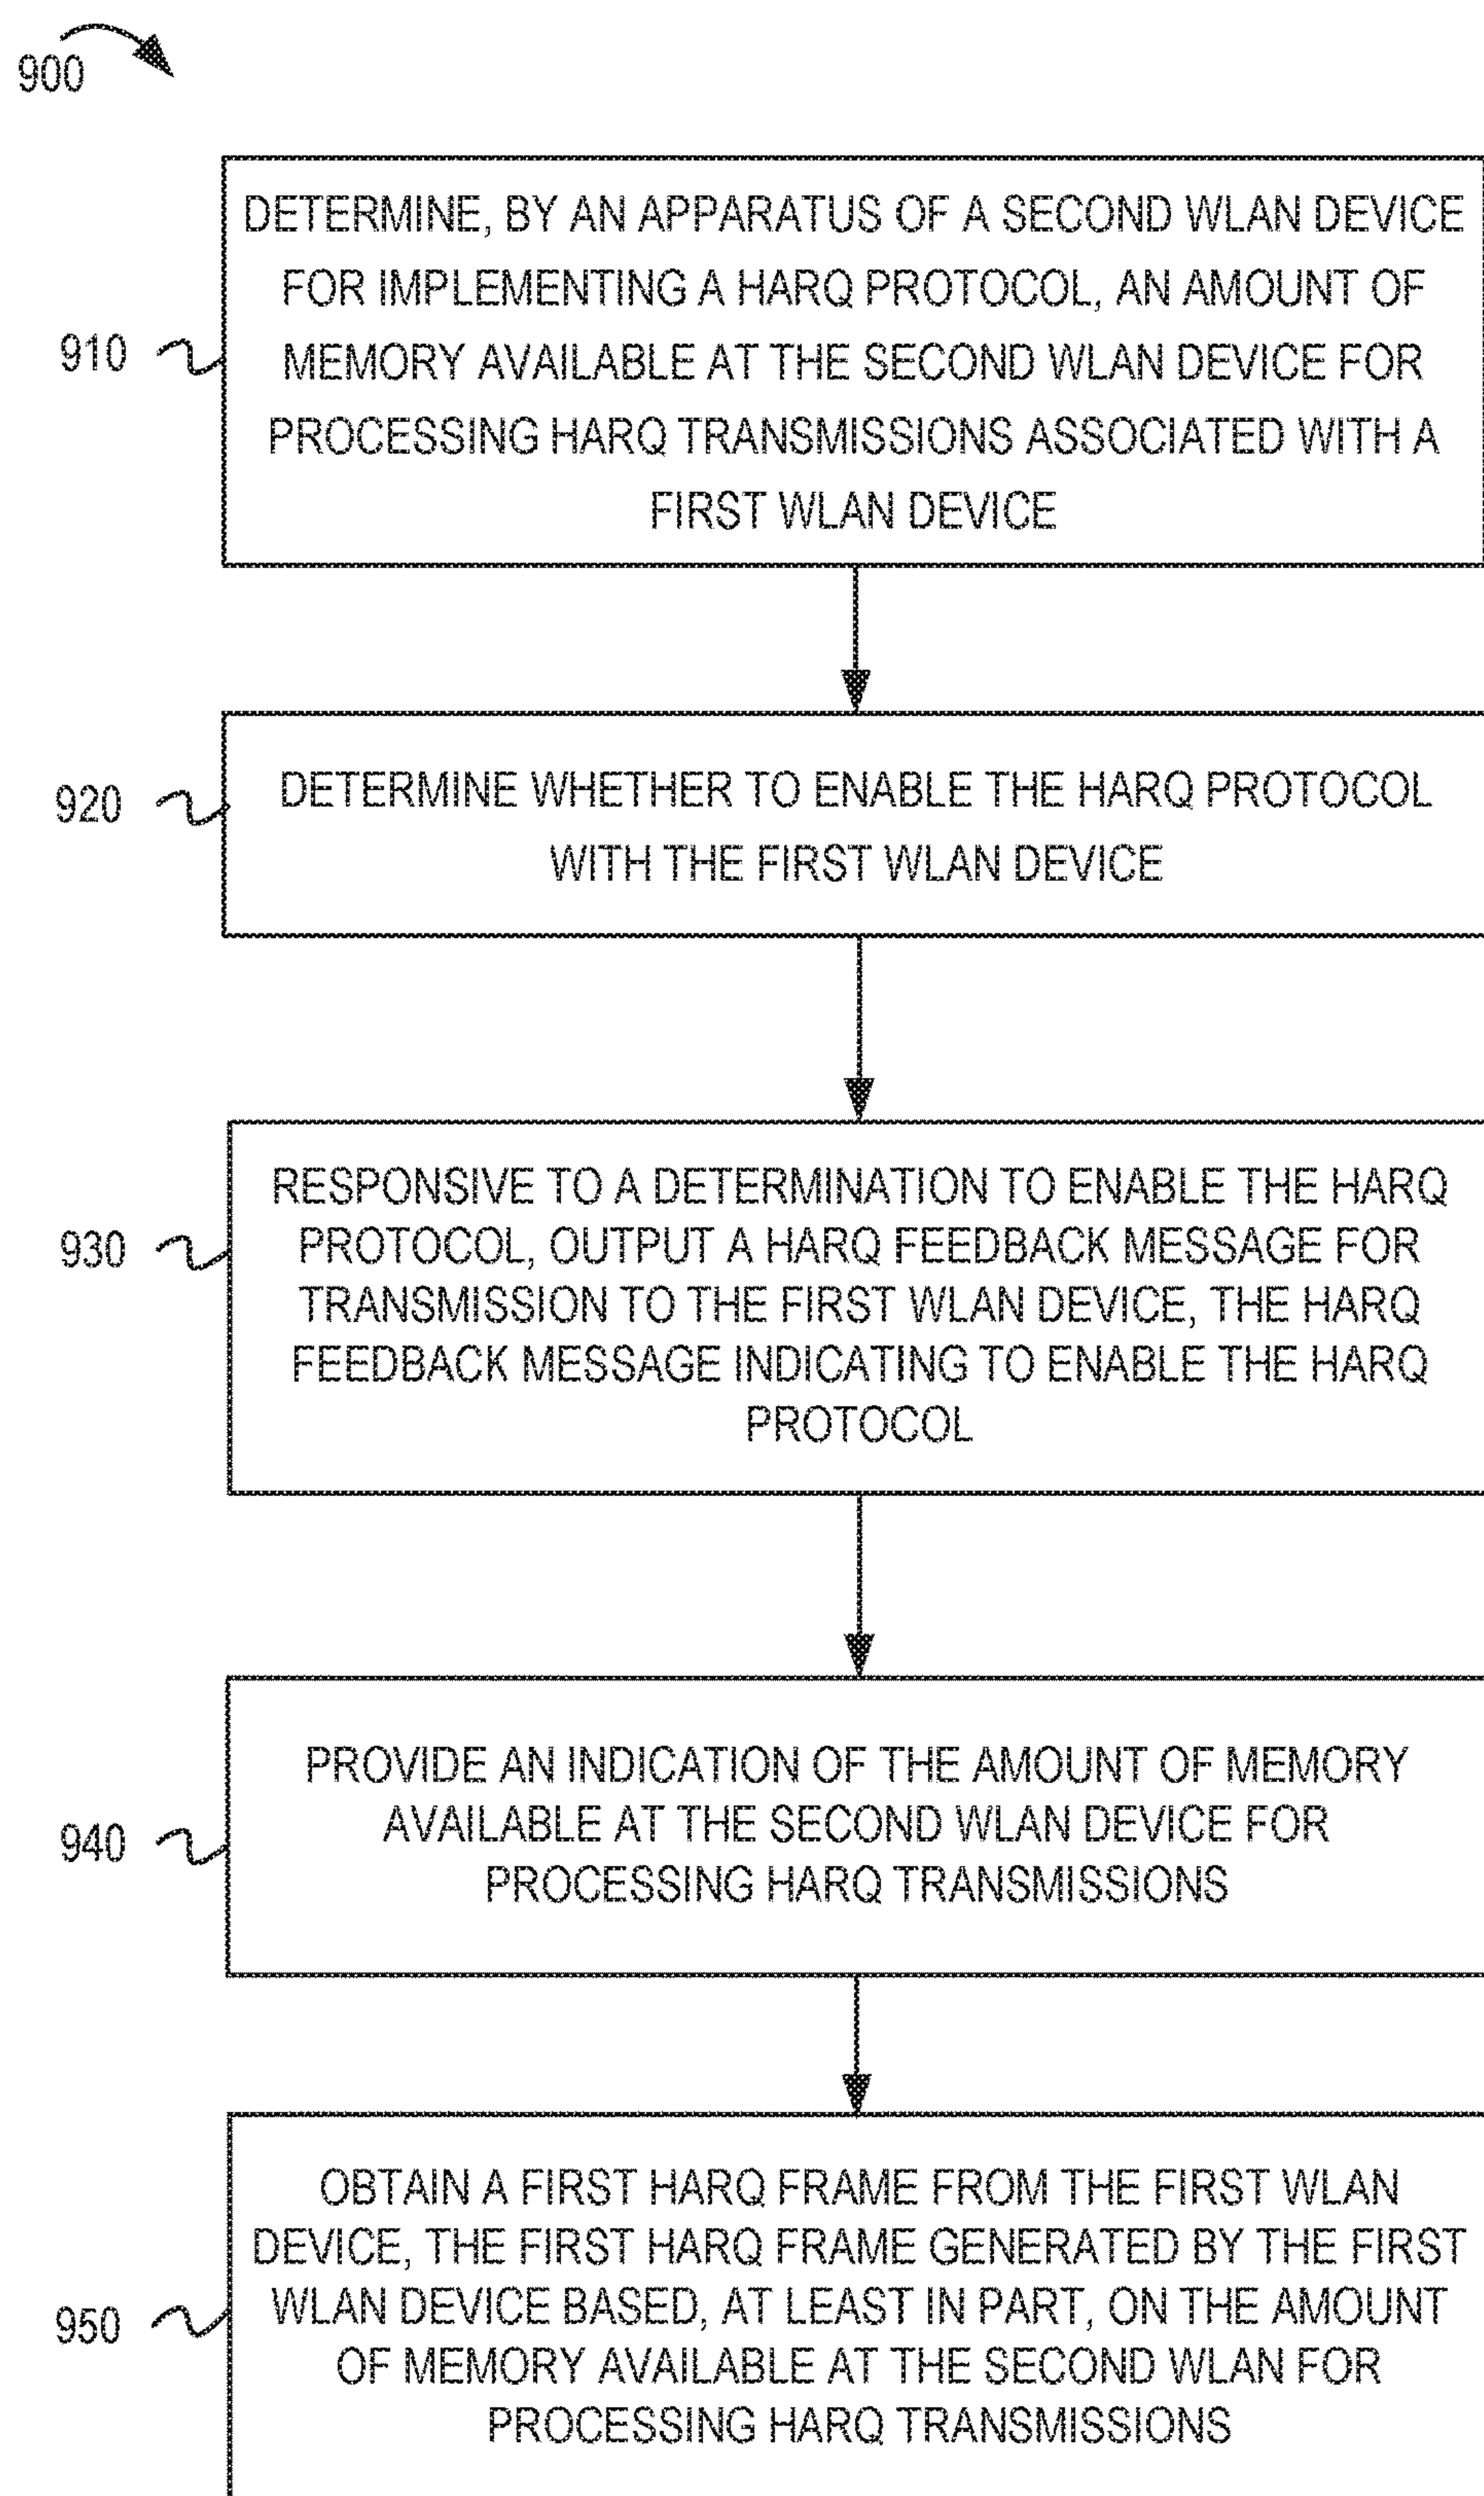 900
DETERMINE, BY AN APPARATUS OF A SECOND WLAN DEVICE
FOR IMPLEMENTING A HARQ PROTOCOL, AN AMOUNT OF
910
MEMORY AVAILABLE AT THE SECOND WLAN DEVICE FOR
PROCESSING HARQ TRANSMISSIONS ASSOCIATED WITH A
FIRST WLAN DEVICE
920
DETERMINE WHETHER TO ENABLE THE HARQ PROTOCOL
WITH THE FIRST WLAN DEVICE
RESPONSIVE TO A DETERMINATION TO ENABLE THE HARQ
930
PROTOCOL, OUTPUT A HARQ FEEDBACK MESSAGE FOR
TRANSMISSION TO THE FIRST WLAN DEVICE, THE HARQ
FEEDBACK MESSAGE INDICATING TO ENABLE THE HARQ
PROTOCOL
PROVIDE AN INDICATION OF THE AMOUNT OF MEMORY
940
AVAILABLE AT THE SECOND WLAN DEVICE FOR
PROCESSING HARQ TRANSMISSIONS
OBTAIN A FIRST HARQ FRAME FROM THE FIRST WLAN
DEVICE, THE FIRST HARQ FRAME GENERATED BY THE FIRST
950
WLAN DEVICE BASED, AT LEAST IN PART, ON THE AMOUNT
OF MEMORY AVAILABLE AT THE SECOND WLAN FOR
PROCESSING HARQ TRANSMISSIONS